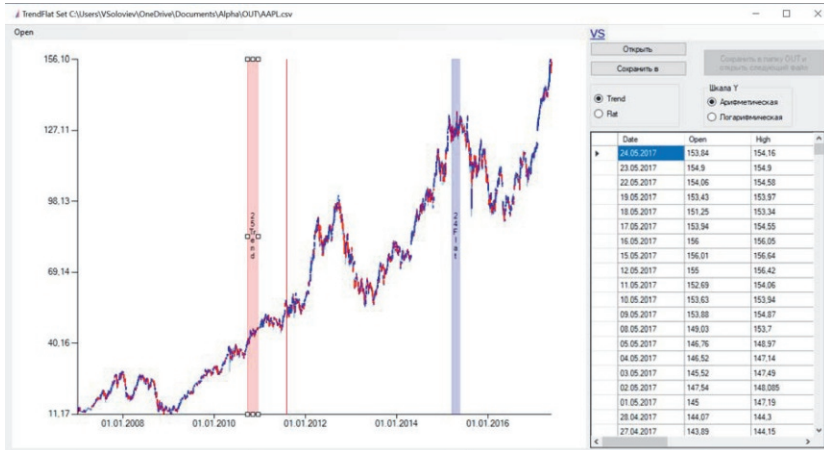 TrendFlat Set C:\Users\VSoloviev\OneDrive\Documents\Alpha\OUT\AAPL.csv
Open
156,10
127,11
98,13
69,14
40,16
11,17
01.01.2008
01.01.2010
01.01.2012
01.01.2014
01.01.2016
24Flat
VS
Открыть
Сохранить в
Сохранить в папку OUT и
открыть следующий файл
Trend
Flat
Шкала Y
Арифметическая
Логарифмическая
Date Open High
24.05.2017 153,84 154,16
23.05.2017 154,9 154,9
22.05.2017 154,06 154,58
19.05.2017 153,43 153,97
18.05.2017 151,25 153,34
17.05.2017 153,94 154,55
16.05.2017 156 156,05
15.05.2017 156,01 156,64
12.05.2017 155 156,42
11.05.2017 152,69 154,06
10.05.2017 153,63 153,94
09.05.2017 153,88 154,87
08.05.2017 149,03 153,7
05.05.2017 146,76 148,97
04.05.2017 146,52 147,14
03.05.2017 145,52 147,49
02.05.2017 147,54 148,085
01.05.2017 145 147,19
28.04.2017 144,07 144,3
27.04.2017 143,89 144,15